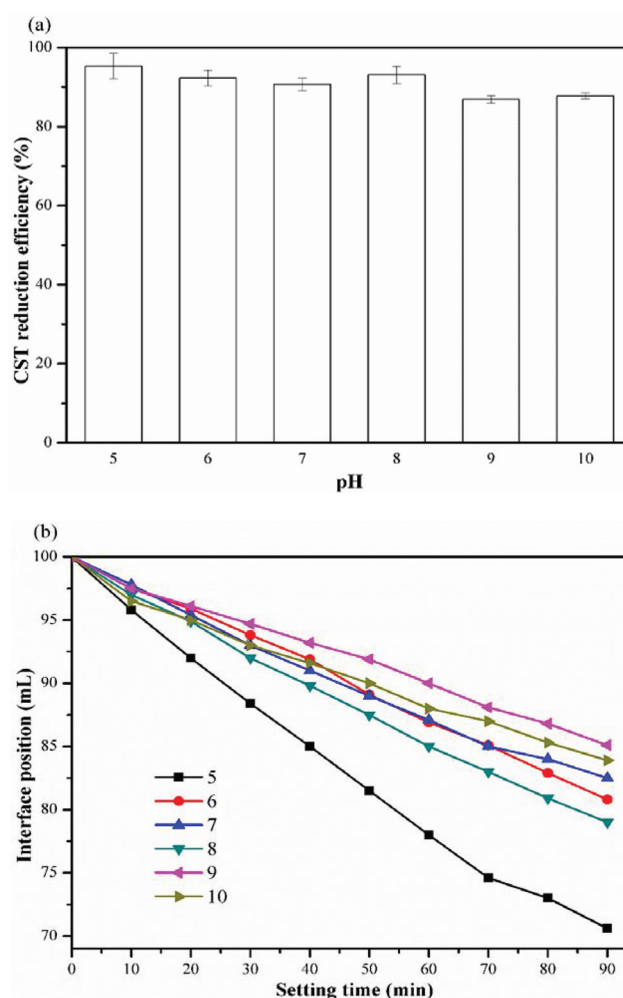 (a)
100
80
60
40
20
0
CST reduction efficiency (%)
5 6 7 8 9 10
pH
(b)
100
95
90
85
80
75
70
Interface position (mL)
5
6
7
8
9
10
0 10 20 30 40 50 60 70 80 90
Setting time (min)